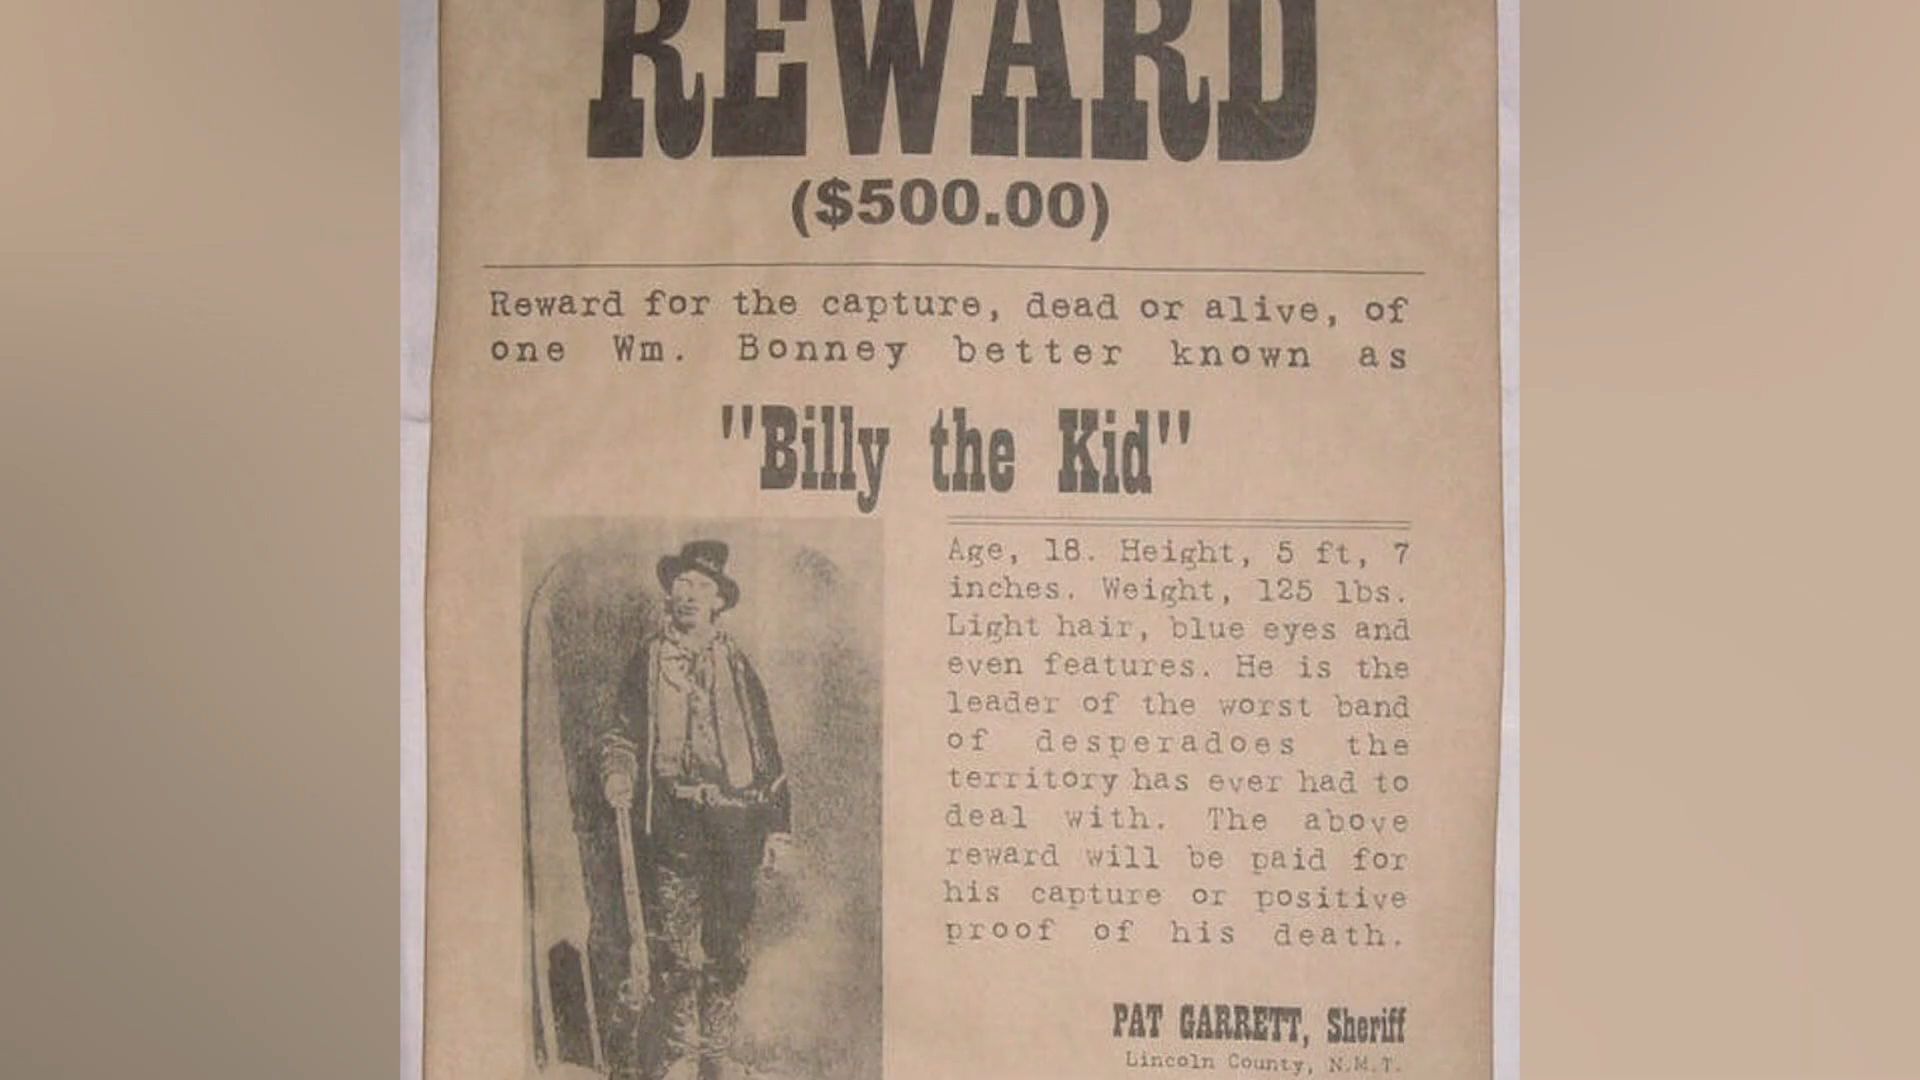 REWARD
($500.00)
Reward for the capture, dead or alive, of
one Wm. Bonney better known as
"Billy the Kid"
Age, 18. Height, 5 ft, 7
inches. Weight, 125 lbs.
Light hair, blue eyes and
even features. He is the
leader of the worst band
of desperadoes the
territory has ever had to
deal with. The above
reward will be paid for
his capture or positive
proof of his death.
PAT GARRETT, Sheriff
Lincoln County, N.M.T.